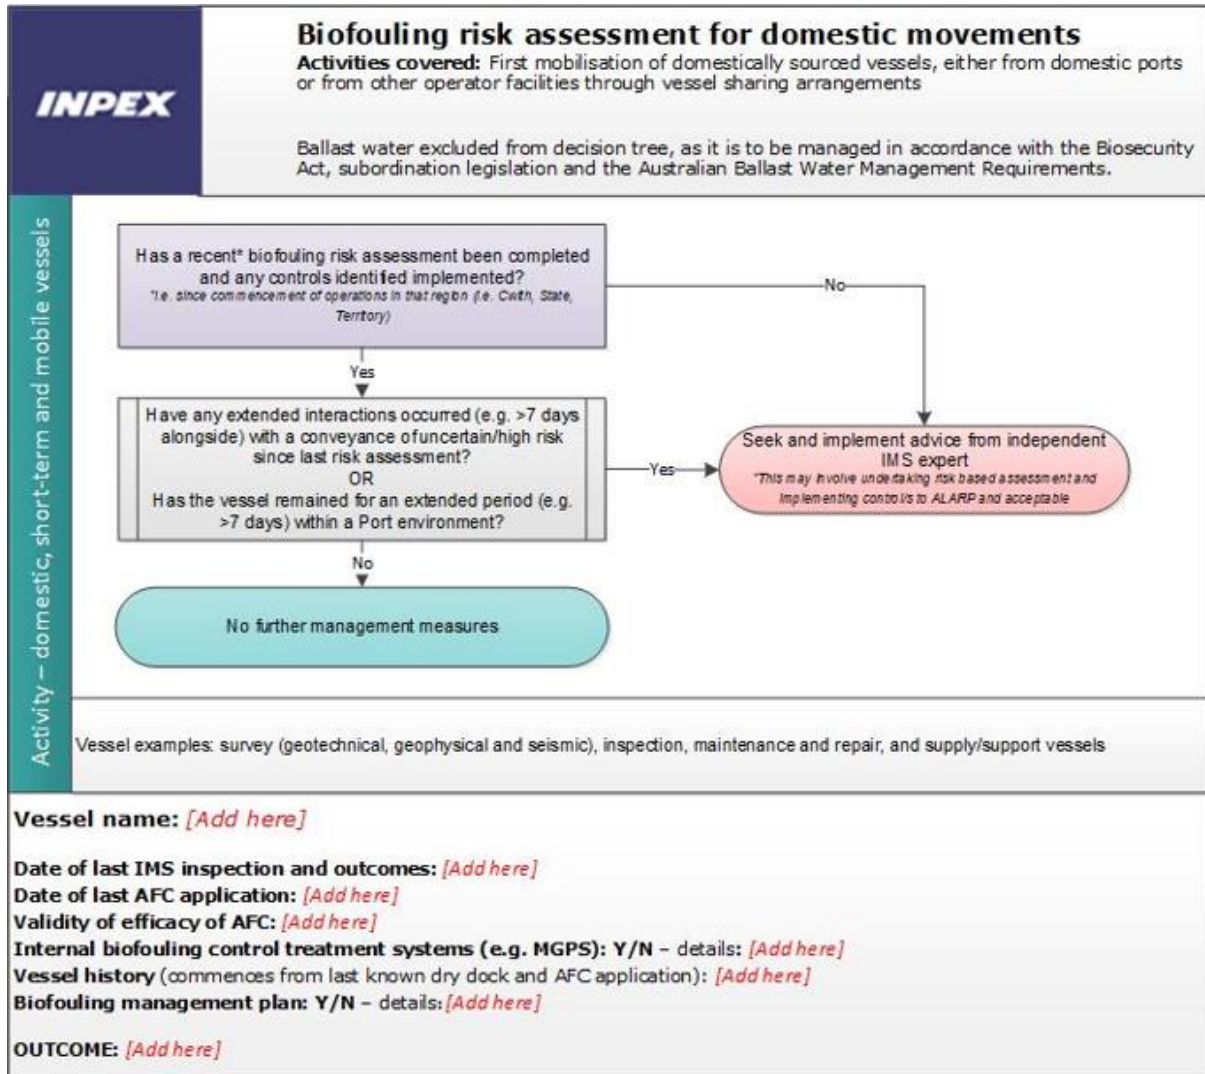 INPEX
Biofouling risk assessment for domestic movements
Activities covered: First mobilisation of domestically sourced vessels, either from domestic ports
or from other operator facilities through vessel sharing arrangements
Ballast water excluded from decision tree, as it is to be managed in accordance with the Biosecurity
Act, subordination legislation and the Australian Ballast Water Management Requirements.
Activity – domestic, short-term and mobile vessels
Has a recent* biofouling risk assessment been completed
and any controls identified implemented?
*i.e. since commencement of operations in that region (i.e. Cwth, State,
Territory)
No
Yes
Have any extended interactions occurred (e.g. >7 days
alongside) with a conveyance of uncertain/high risk
since last risk assessment?
OR
Has the vessel remained for an extended period (e.g.
>7 days) within a Port environment?
Yes
Seek and implement advice from independent
IMS expert
*This may involve undertaking risk based assessment and
implementing control/s to ALARP and acceptable
No
No further management measures
Vessel examples: survey (geotechnical, geophysical and seismic), inspection, maintenance and repair, and supply/support vessels
Vessel name: [Add here]
Date of last IMS inspection and outcomes: [Add here]
Date of last AFC application: [Add here]
Validity of efficacy of AFC: [Add here]
Internal biofouling control treatment systems (e.g. MGPS): Y/N – details: [Add here]
Vessel history (commences from last known dry dock and AFC application): [Add here]
Biofouling management plan: Y/N – details: [Add here]
OUTCOME: [Add here]